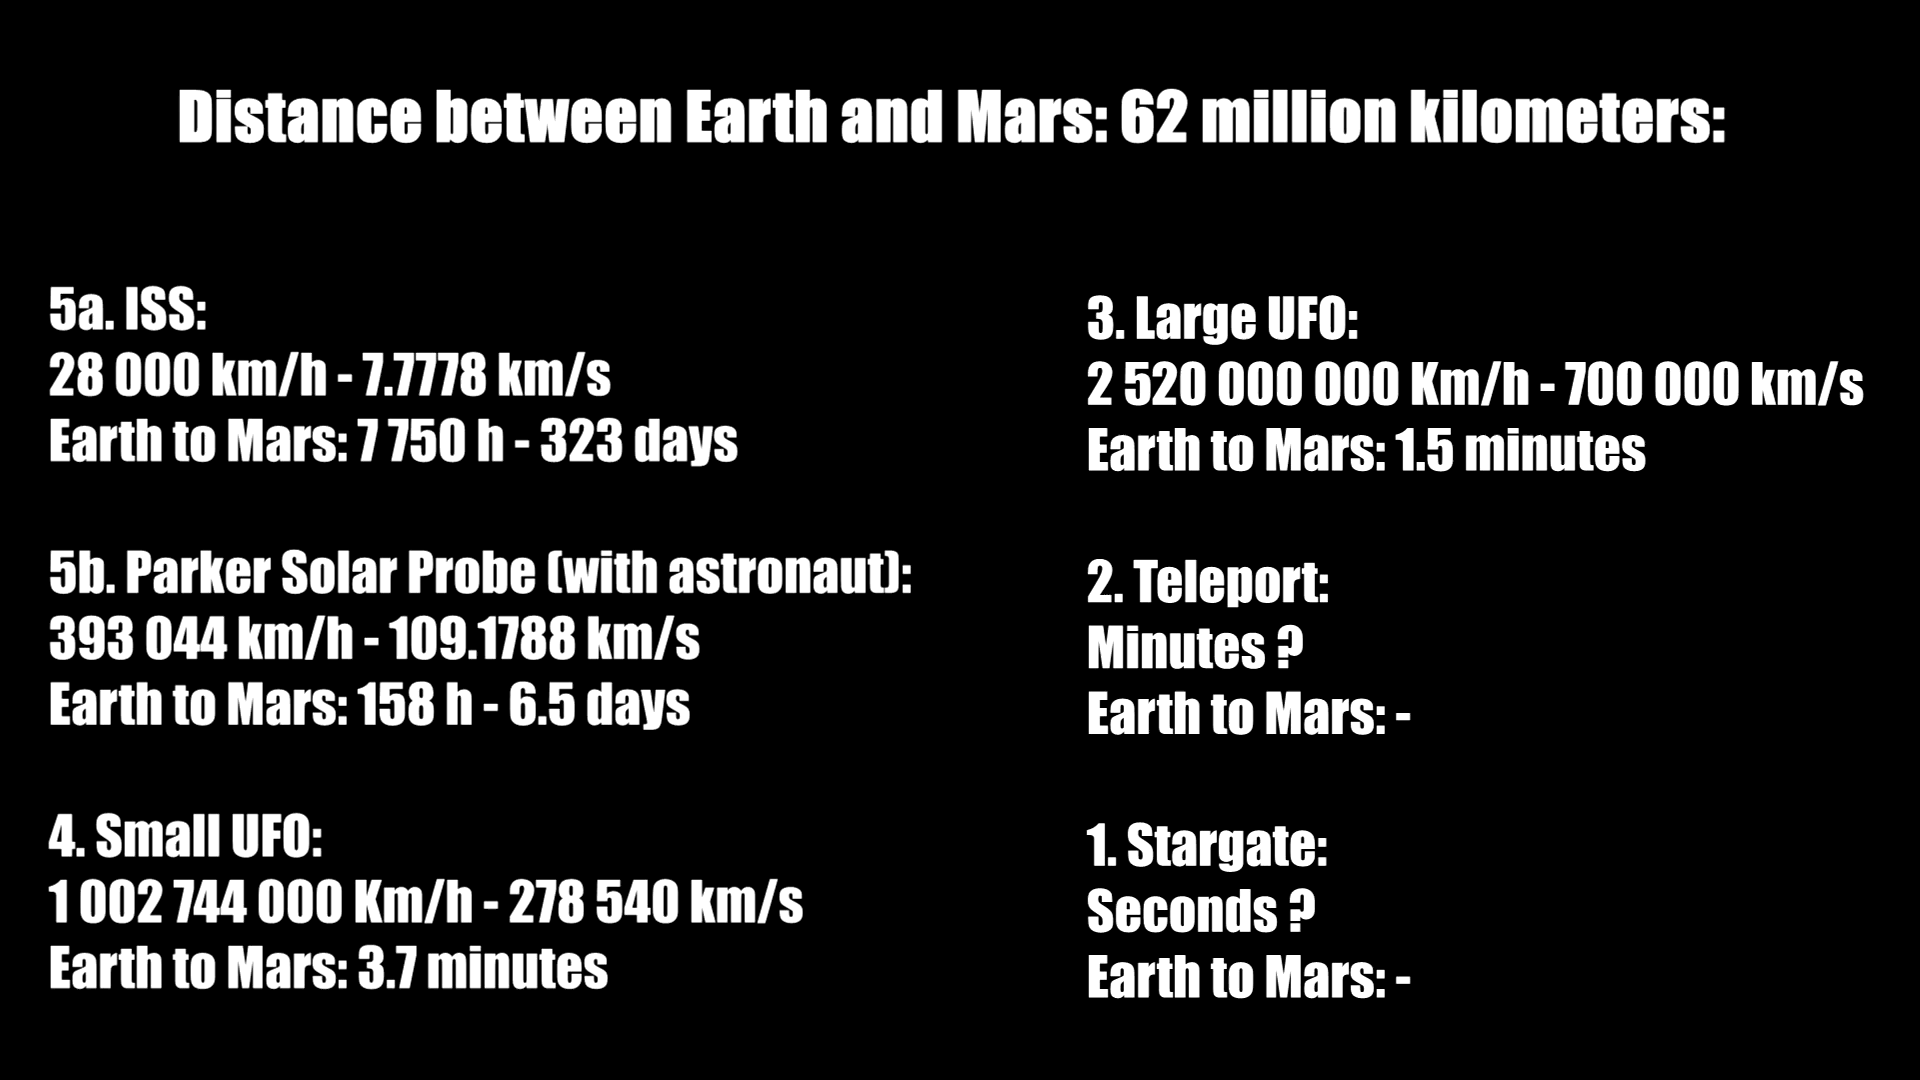 Distance between Earth and Mars: 62 million kilometers:
5a. ISS:
28 000 km/h - 7.7778 km/s
Earth to Mars: 7 750 h - 323 days
5b. Parker Solar Probe (with astronaut):
393 044 km/h - 109.1788 km/s
Earth to Mars: 158 h - 6.5 days
4. Small UFO:
1 002 744 000 Km/h - 278 540 km/s
Earth to Mars: 3.7 minutes
3. Large UFO:
2 520 000 000 Km/h - 700 000 km/s
Earth to Mars: 1.5 minutes
2. Teleport:
Minutes ?
Earth to Mars: -
1. Stargate:
Seconds ?
Earth to Mars: -